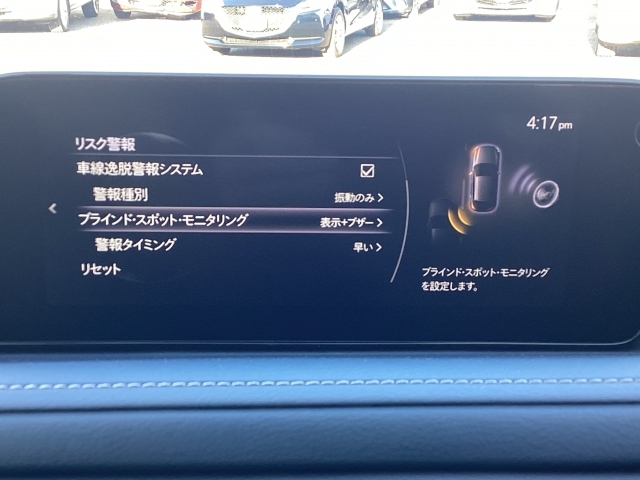 4:17pm
リスク警報
車線逸脱警報システム
警報種別 振動のみ
ブラインド・スポット・モニタリング 表示+ブザー
警報タイミング 早い
リセット
ブラインド・スポット・モニタリング
を設定します。